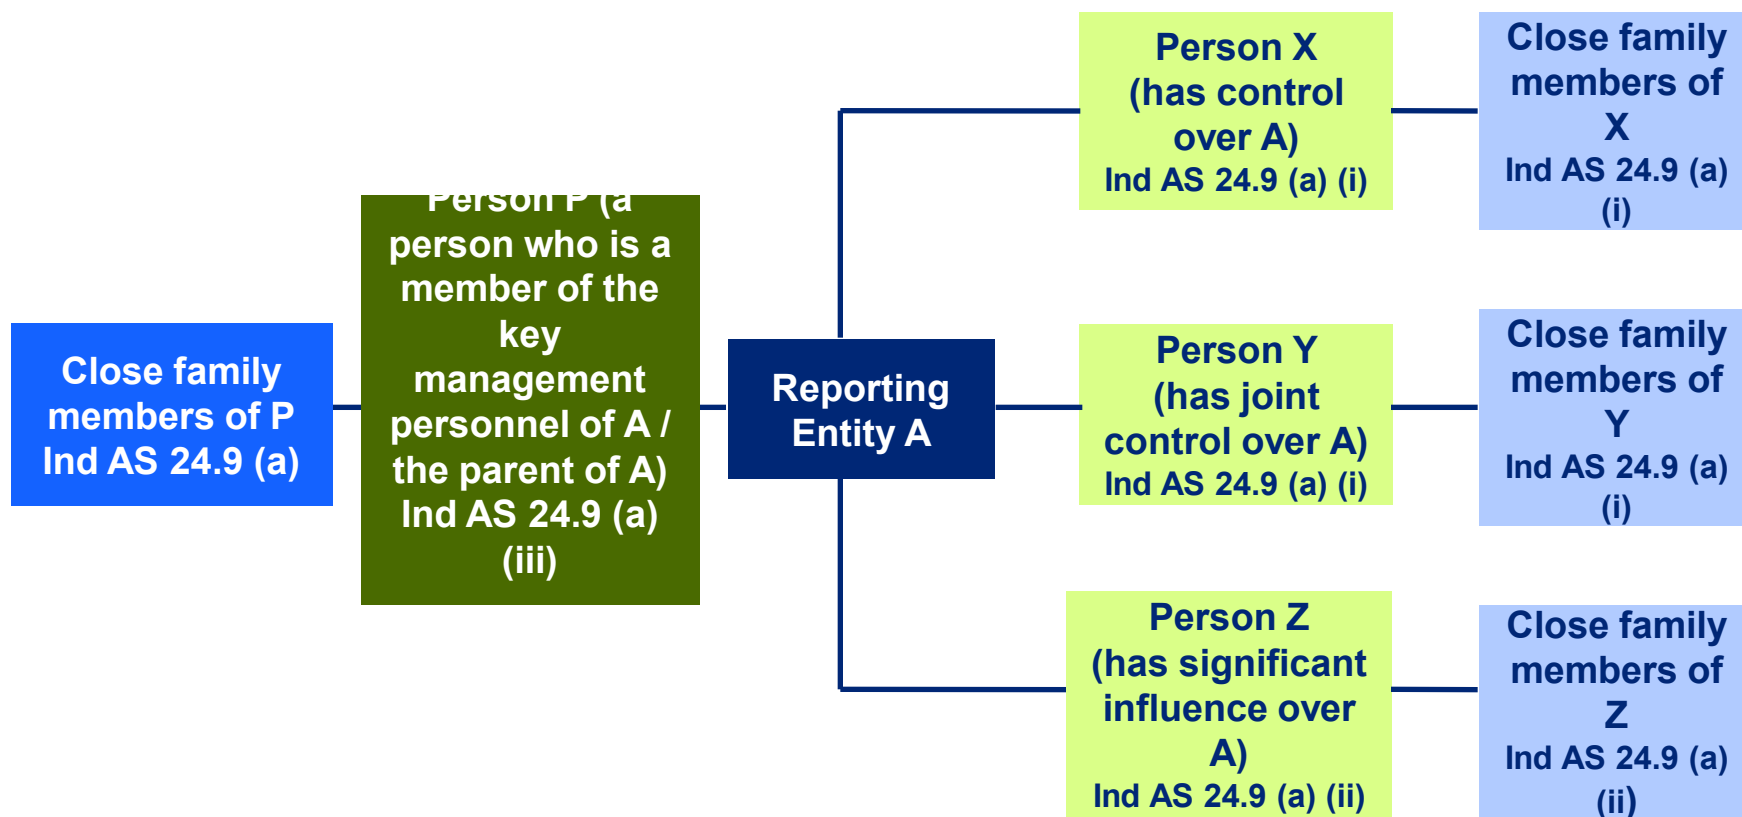 Close family
members of P
Ind AS 24.9 (a)
Person P (a
person who is a
member of the
key
management
personnel of A /
the parent of A)
Ind AS 24.9 (a)
(iii)
Reporting
Entity A
Person X
(has control
over A)
Ind AS 24.9 (a) (i)
Close family
members of
X
Ind AS 24.9 (a)
(i)
Person Y
(has joint
control over A)
Ind AS 24.9 (a) (i)
Close family
members of
Y
Ind AS 24.9 (a)
(i)
Person Z
(has significant
influence over
A)
Ind AS 24.9 (a) (ii)
Close family
members of
Z
Ind AS 24.9 (a)
(ii)